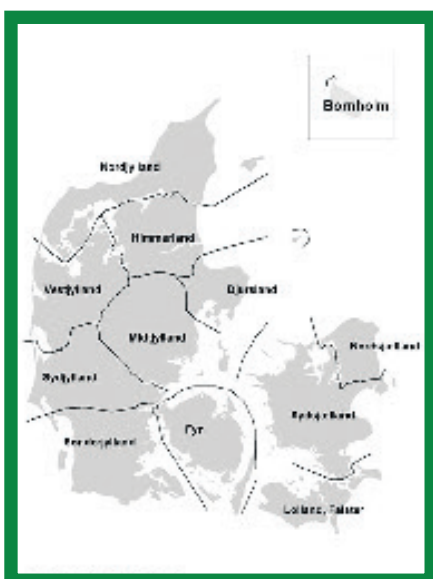 Bornholm
Nordjylland
Himmerland
Vestjylland
Djursland
Midtjylland
Nordsjælland
Sydjylland
Sydsjælland
Fyn
Sønderjylland
Lolland, Falster